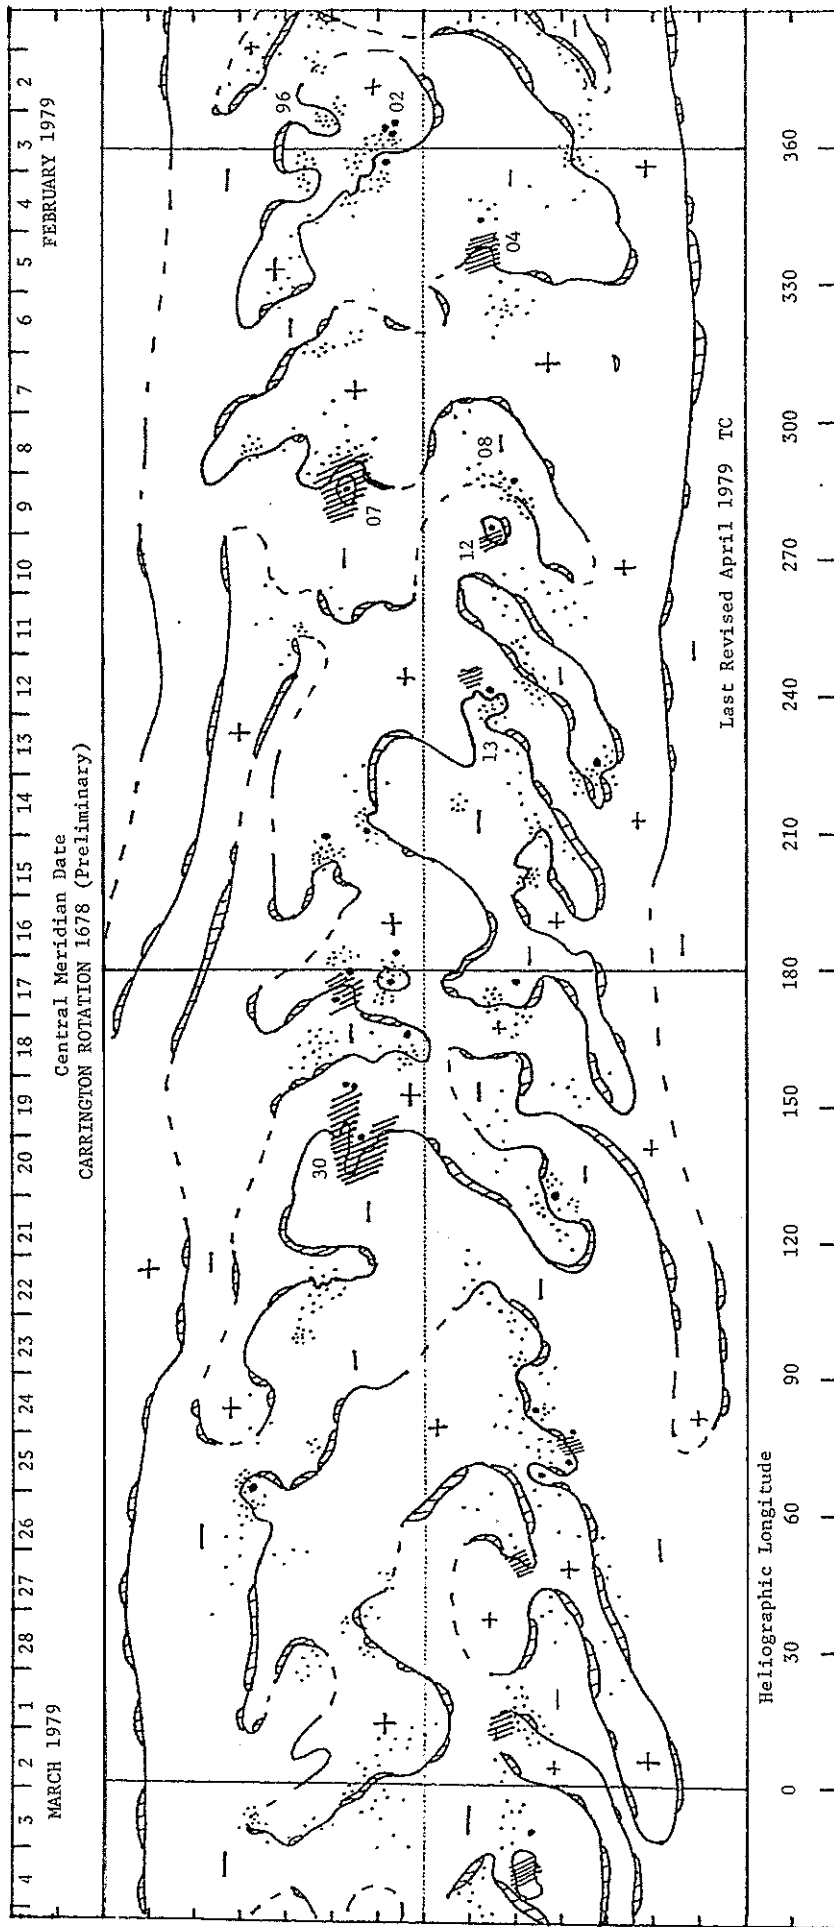 4 | 3 | 2 | 1 | 28 | 27 | 26 | 25 | 24 | 23 | 22 | 21 | 20 | 19 | 18 | 17 | 16 | 15 | 14 | 13 | 12 | 11 | 10 | 9 | 8 | 7 | 6 | 5 | 4 | 3 | 2
MARCH 1979
FEBRUARY 1979
Central Meridian Date
CARRINGTON ROTATION 1678 (Preliminary)
96
30
07
02
12
08
13
04
Last Revised April 1979 TC
Heliographic Longitude
0 30 60 90 120 150 180 210 240 270 300 330 360